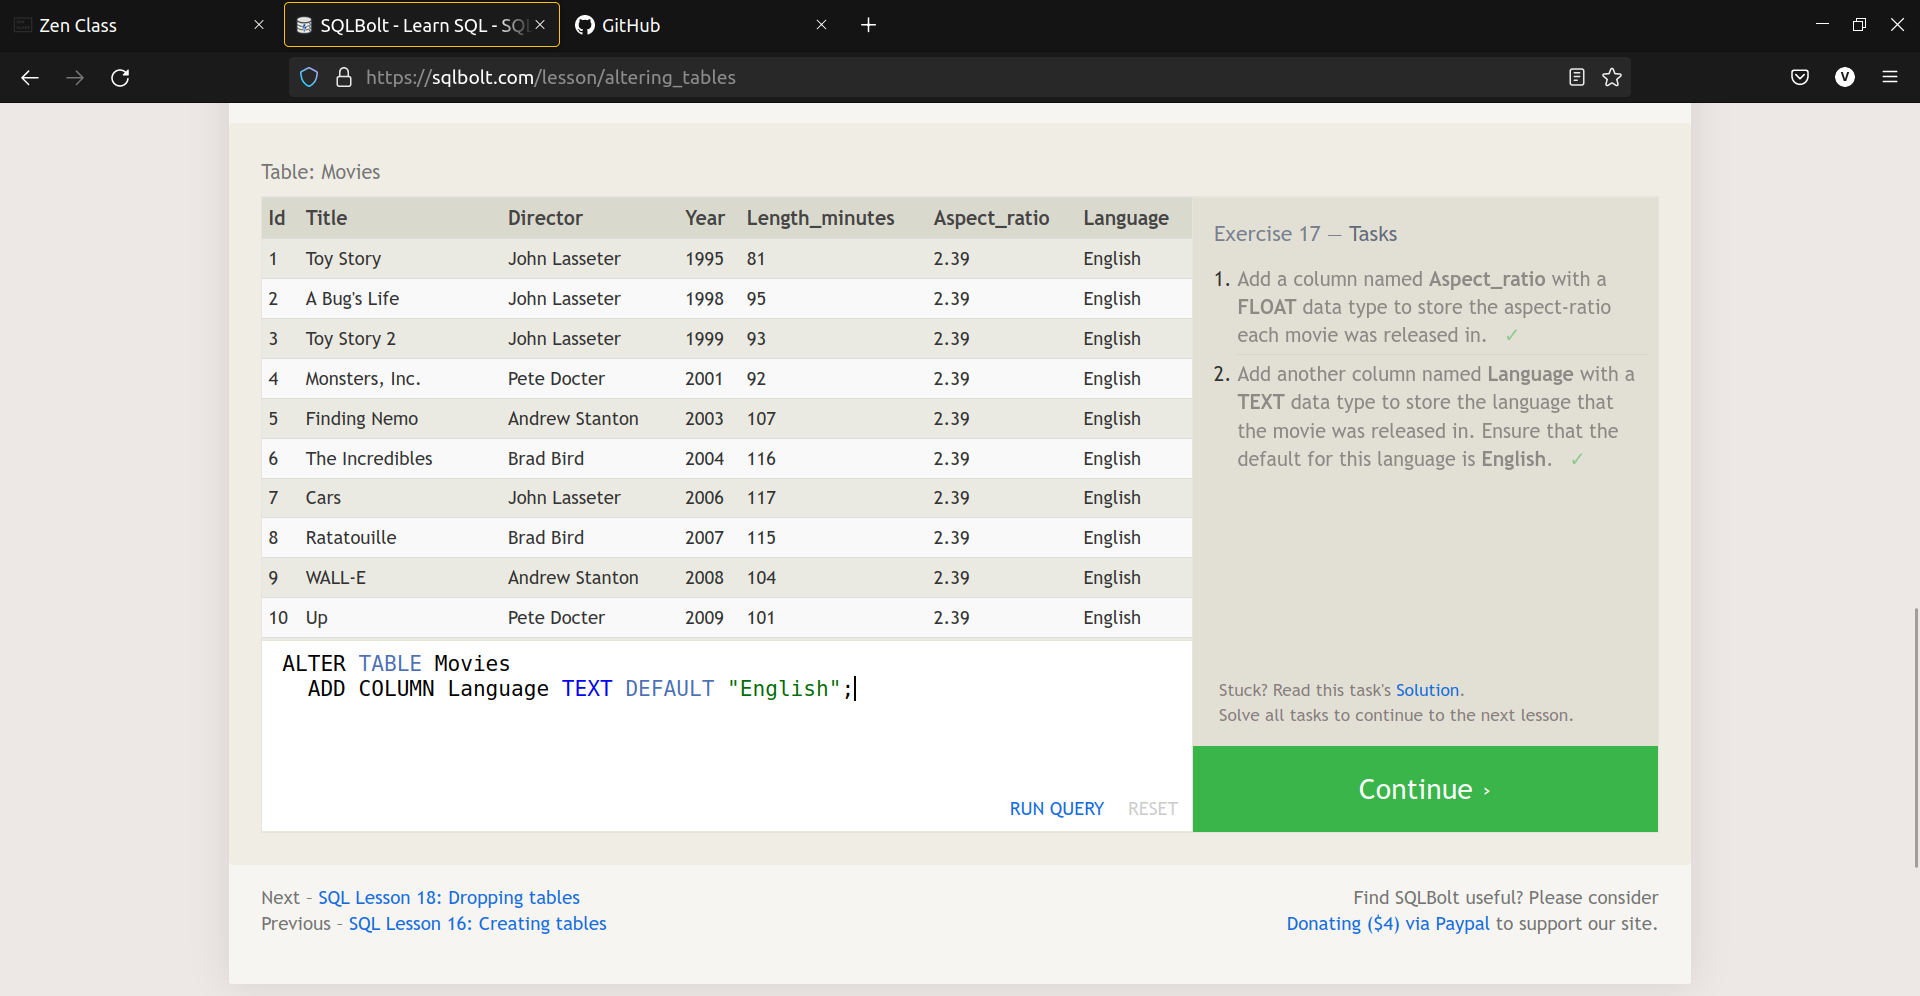 Zen Class
SQLBolt - Learn SQL - SQL
GitHub
https://sqlbolt.com/lesson/altering_tables
V
Table: Movies
Id Title Director Year Length_minutes Aspect_ratio Language
1 Toy Story John Lasseter 1995 81 2.39 English
2 A Bug's Life John Lasseter 1998 95 2.39 English
3 Toy Story 2 John Lasseter 1999 93 2.39 English
4 Monsters, Inc. Pete Docter 2001 92 2.39 English
5 Finding Nemo Andrew Stanton 2003 107 2.39 English
6 The Incredibles Brad Bird 2004 116 2.39 English
7 Cars John Lasseter 2006 117 2.39 English
8 Ratatouille Brad Bird 2007 115 2.39 English
9 WALL-E Andrew Stanton 2008 104 2.39 English
10 Up Pete Docter 2009 101 2.39 English
ALTER TABLE Movies
ADD COLUMN Language TEXT DEFAULT "English";
RUN QUERY RESET
Exercise 17 — Tasks
1. Add a column named Aspect_ratio with a
FLOAT data type to store the aspect-ratio
each movie was released in. ✓
2. Add another column named Language with a
TEXT data type to store the language that
the movie was released in. Ensure that the
default for this language is English. ✓
Stuck? Read this task's Solution.
Solve all tasks to continue to the next lesson.
Continue ›
Next – SQL Lesson 18: Dropping tables
Previous – SQL Lesson 16: Creating tables
Find SQLBolt useful? Please consider
Donating ($4) via Paypal to support our site.